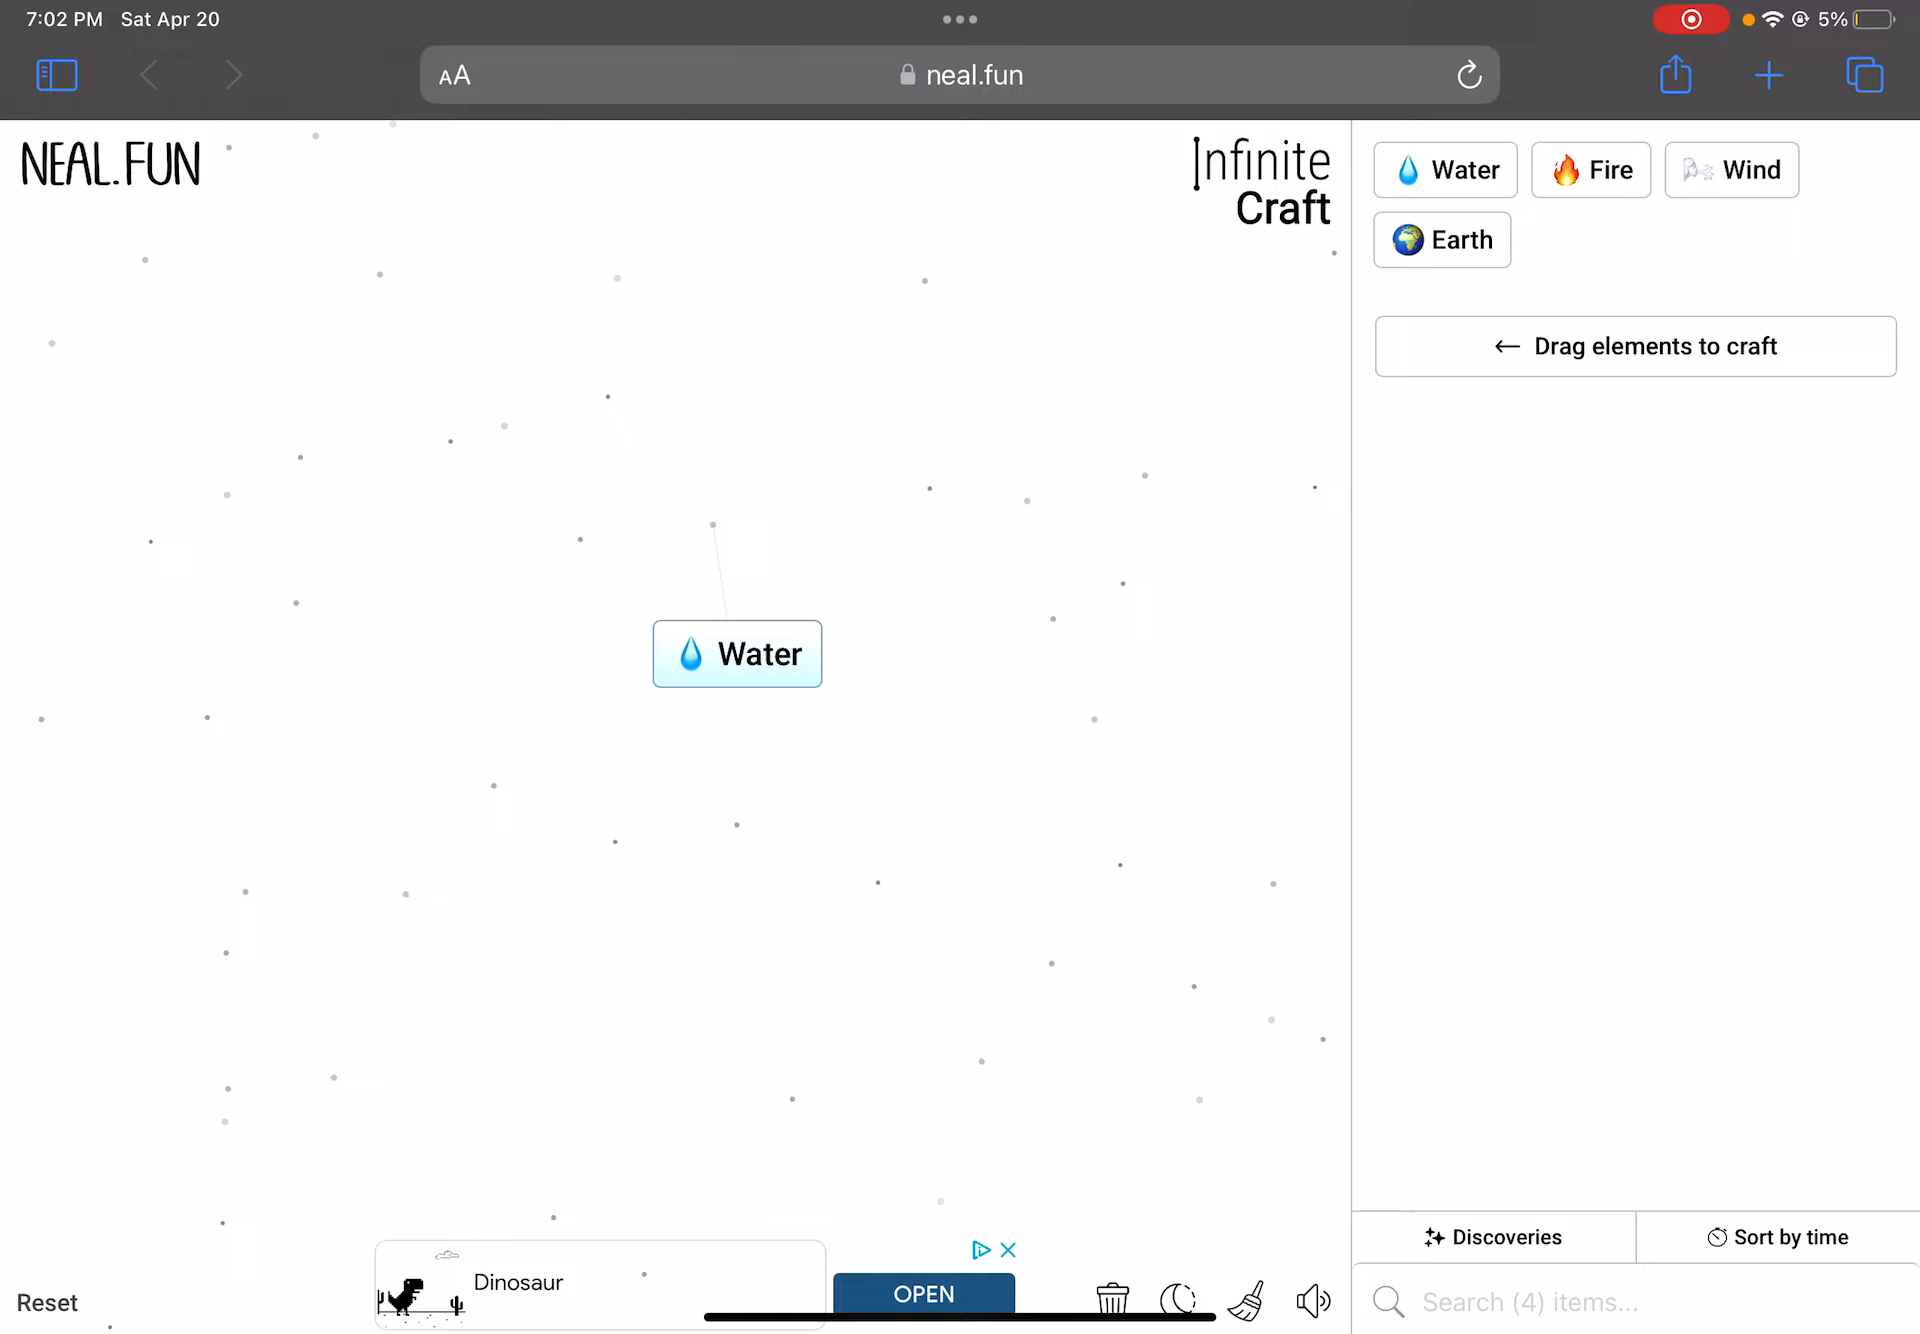 7:02 PM Sat Apr 20
5%
AA
neal.fun
NEAL.FUN
Infinite
Craft
Water
Fire
Wind
Earth
← Drag elements to craft
Water
Discoveries
Sort by time
Dinosaur
OPEN
Reset
Search (4) items...